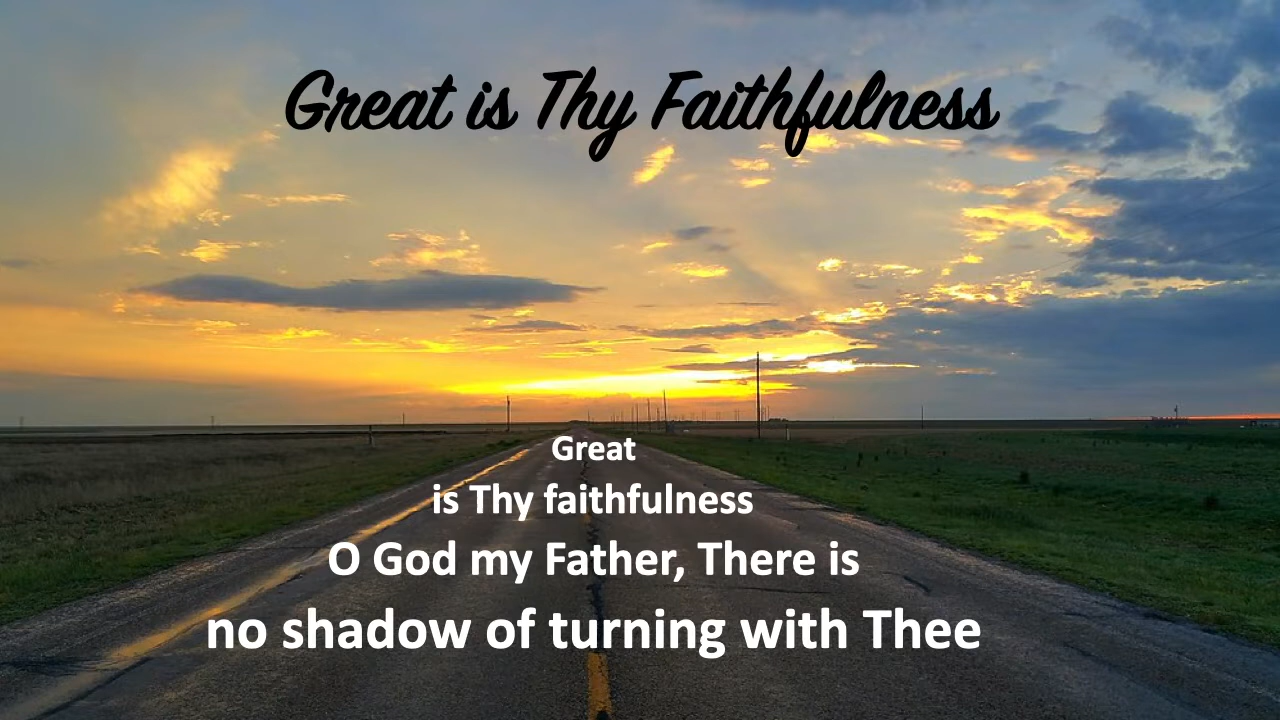 Great is Thy Faithfulness
Great
is Thy faithfulness
O God my Father, There is
no shadow of turning with Thee